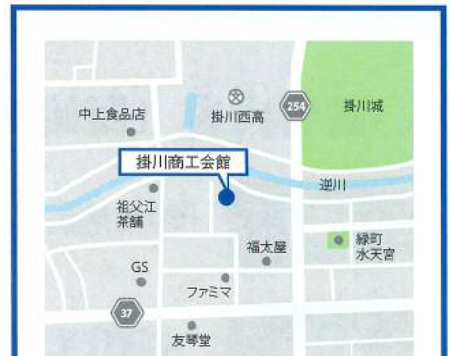 中上食品店
掛川西高
254
掛川城
掛川商工会館
逆川
祖父江
茶舗
福太屋
緑町
水天宮
GS
ファミマ
37
友琴堂